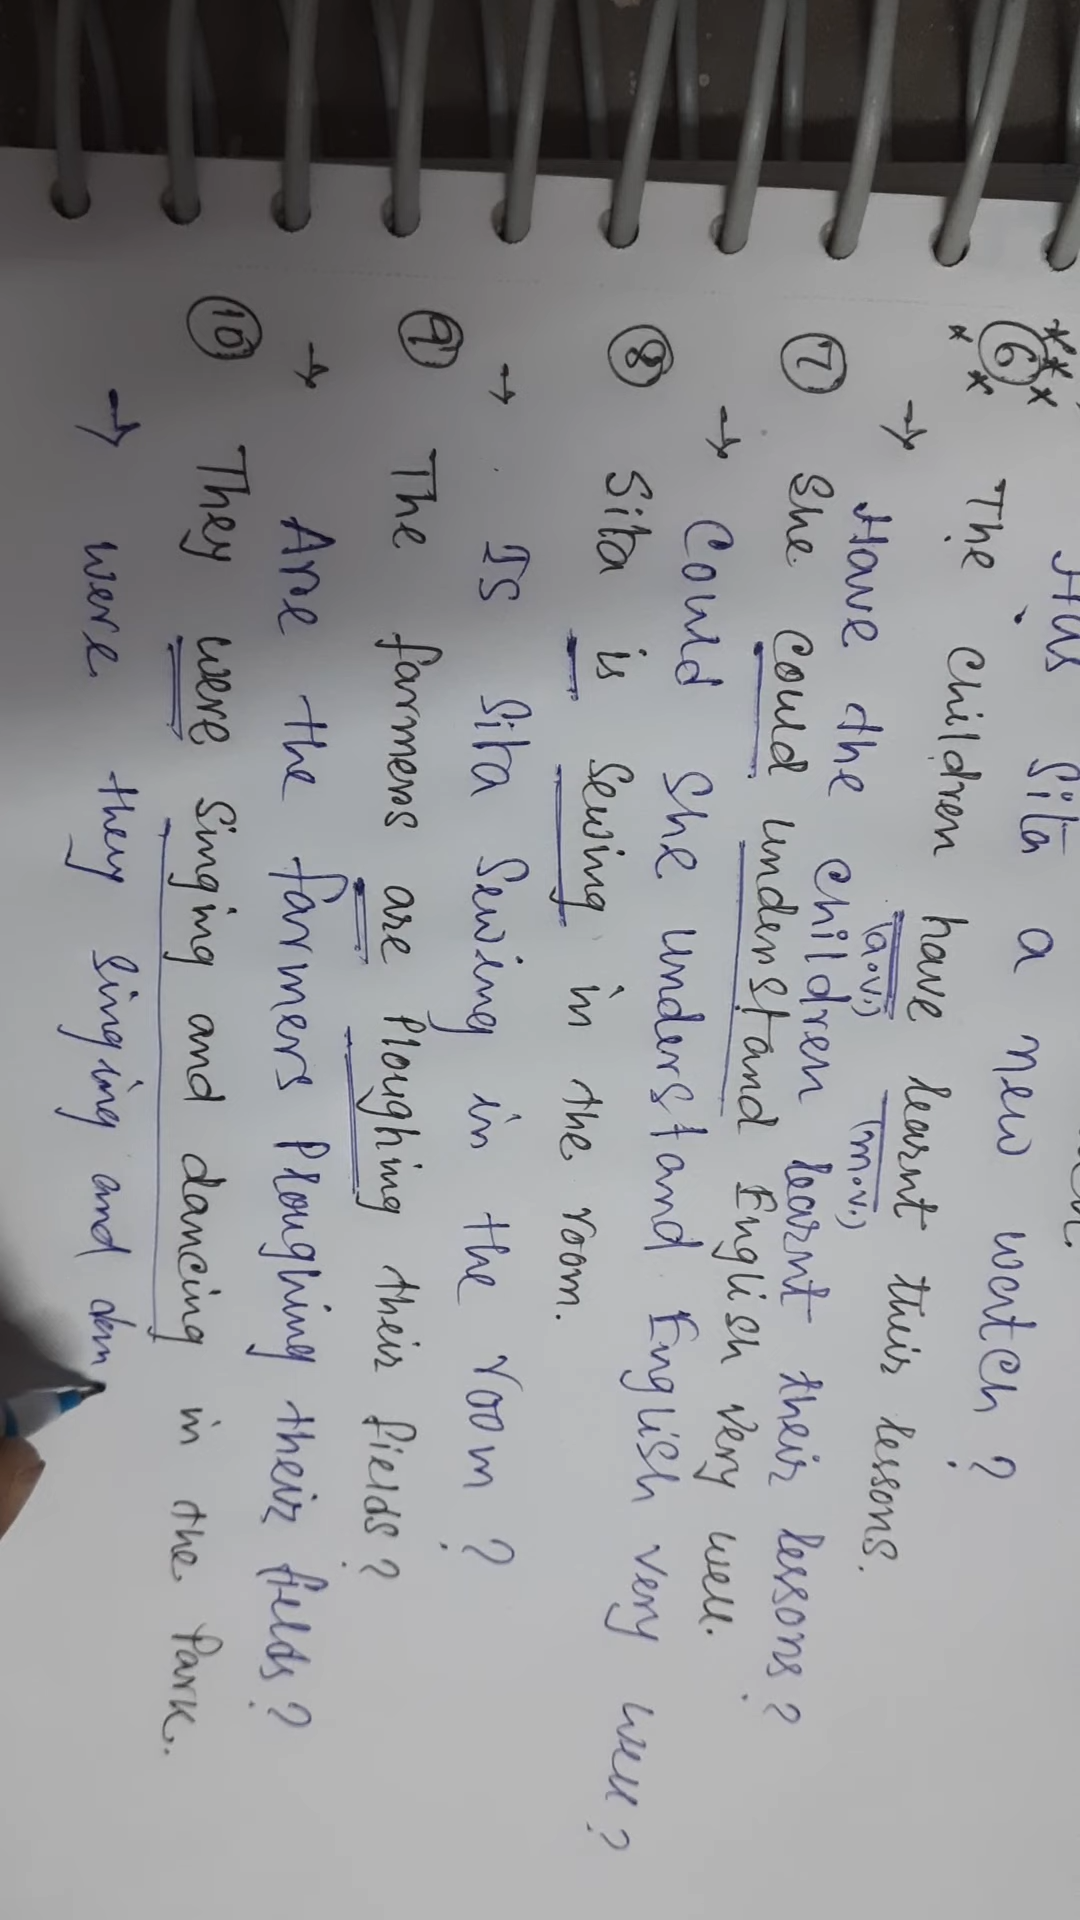 Has Sita a new watch?
⑥ The children have learnt their lessons.
(a.v.) (m.v.)
→ Have the children learnt their lessons?
⑦ She could understand English very well.
→ Could she understand English very well?
⑧ Sita is sewing in the room.
→ Is Sita sewing in the room?
⑨ The farmers are Ploughing their fields?
→ Are the farmers Ploughing their fields?
⑩ They were singing and dancing in the Park.
→ were they singing and dan